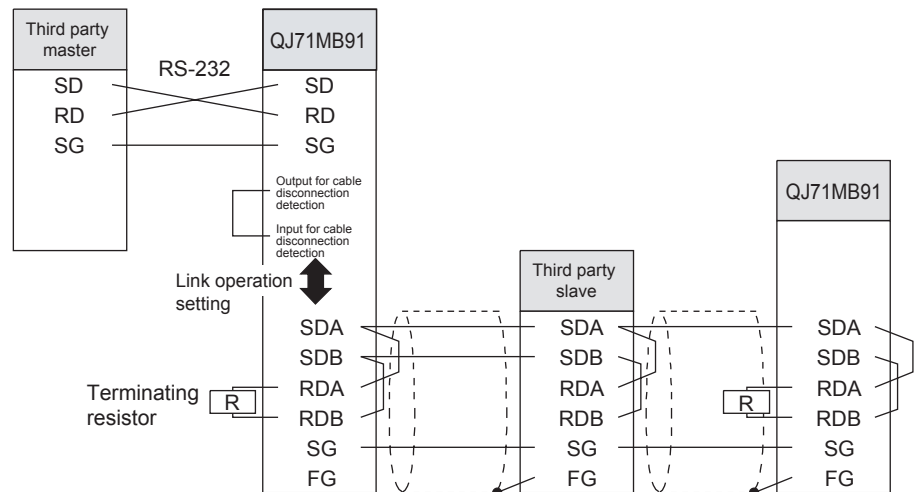 Third party
master
SD
RD
SG
RS-232
QJ71MB91
SD
RD
SG
Output for cable
disconnection
detection
Input for cable
disconnection
detection
Link operation
setting
SDA
SDB
RDA
RDB
SG
FG
Terminating
resistor
R
Third party
slave
SDA
SDB
RDA
RDB
SG
FG
QJ71MB91
SDA
SDB
RDA
RDB
SG
FG
R